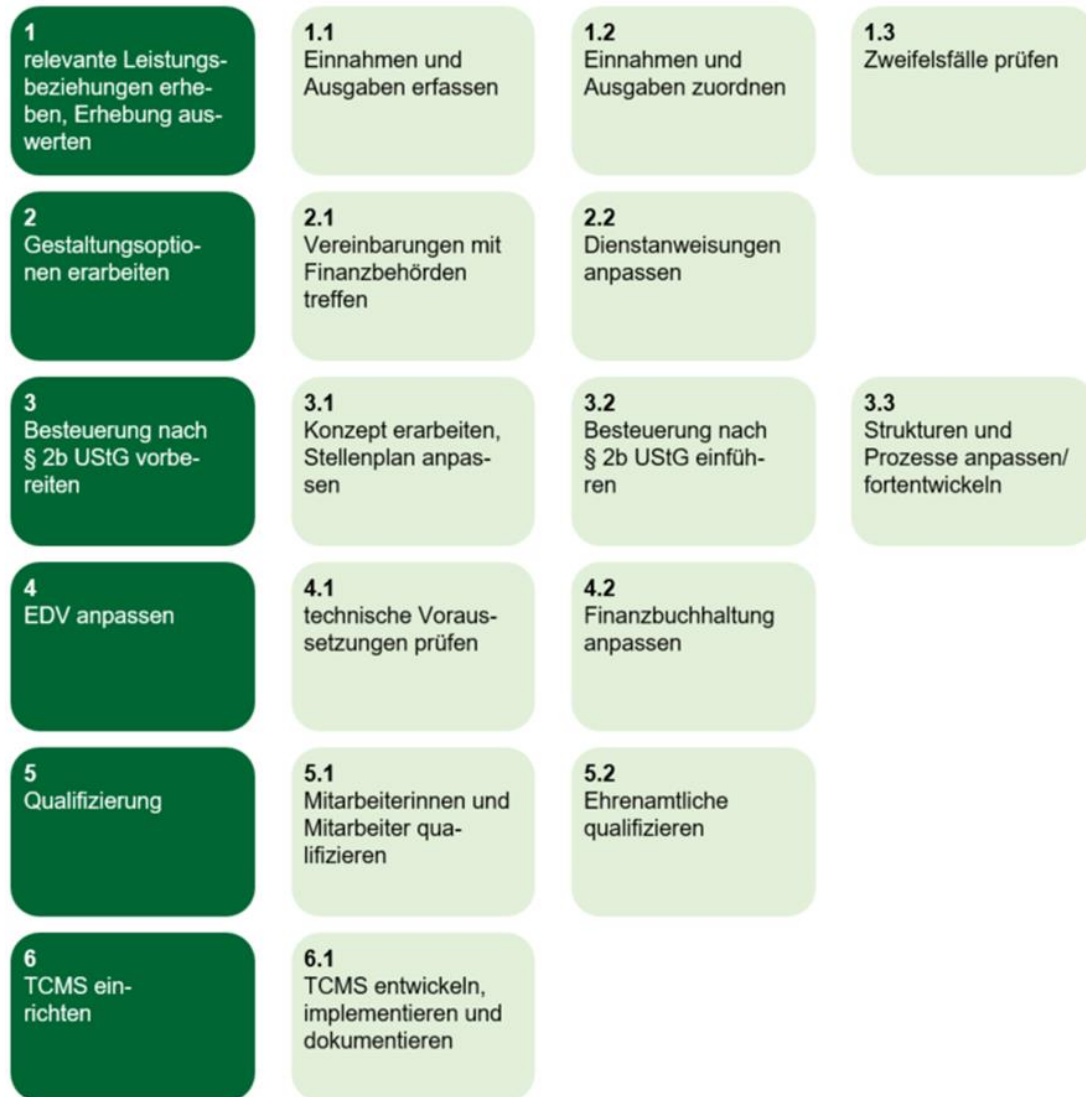 1
relevante Leistungs-
beziehungen erhe-
ben, Erhebung aus-
werten
1.1
Einnahmen und
Ausgaben erfassen
1.2
Einnahmen und
Ausgaben zuordnen
1.3
Zweifelsfälle prüfen
2
Gestaltungsoptio-
nen erarbeiten
2.1
Vereinbarungen mit
Finanzbehörden
treffen
2.2
Dienstanweisungen
anpassen
3
Besteuerung nach
§ 2b UStG vorbe-
reiten
3.1
Konzept erarbeiten,
Stellenplan anpas-
sen
3.2
Besteuerung nach
§ 2b UStG einfüh-
ren
3.3
Strukturen und
Prozesse anpassen/
fortentwickeln
4
EDV anpassen
4.1
technische Voraus-
setzungen prüfen
4.2
Finanzbuchhaltung
anpassen
5
Qualifizierung
5.1
Mitarbeiterinnen und
Mitarbeiter qua-
lifizieren
5.2
Ehrenamtliche
qualifizieren
6
TCMS ein-
richten
6.1
TCMS entwickeln,
implementieren und
dokumentieren